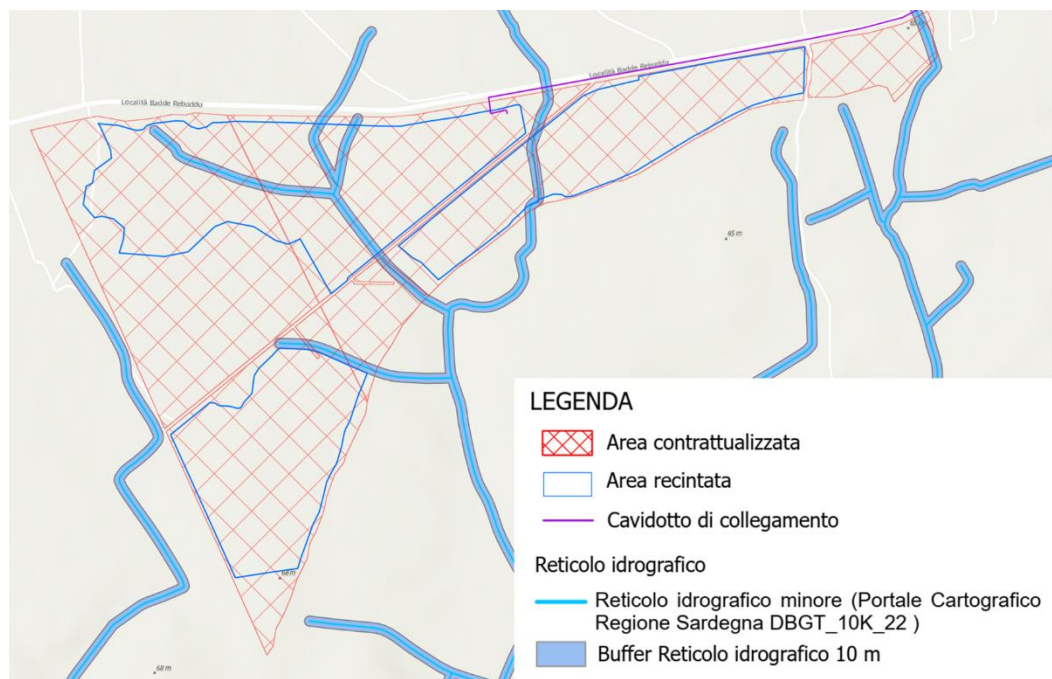 65 m
Località Badde Rebuddu
Località Badde Rebuddu
65 m
68 m
68 m
LEGENDA
Area contrattualizzata
Area recintata
Cavidotto di collegamento
Reticolo idrografico
Reticolo idrografico minore (Portale Cartografico
Regione Sardegna DBGT_10K_22 )
Buffer Reticolo idrografico 10 m